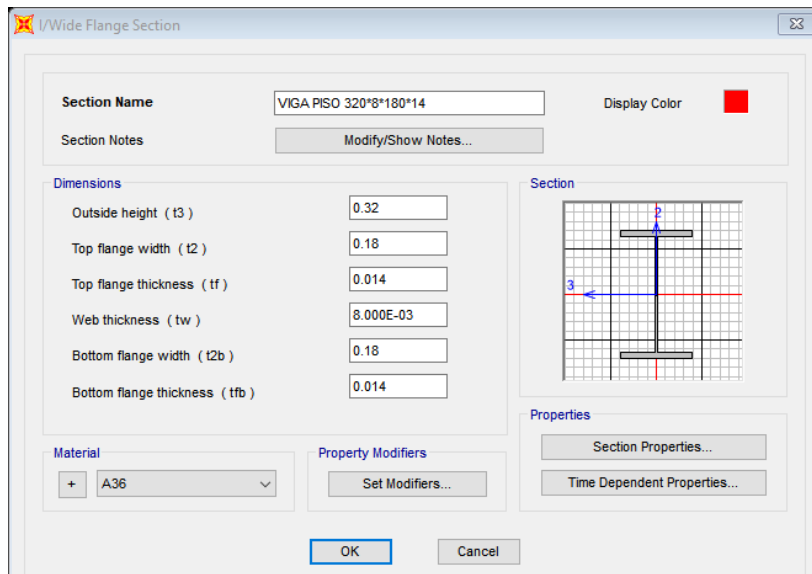 I/Wide Flange Section
Section Name VIGA PISO 320*8*180*14 Display Color
Section Notes Modify/Show Notes...
Dimensions
Outside height ( t3 ) 0.32
Top flange width ( t2 ) 0.18
Top flange thickness ( tf ) 0.014
Web thickness ( tw ) 8.000E-03
Bottom flange width ( t2b ) 0.18
Bottom flange thickness ( tfb ) 0.014
Section
2
3
Material
+ A36
Property Modifiers
Set Modifiers...
Properties
Section Properties...
Time Dependent Properties...
OK Cancel